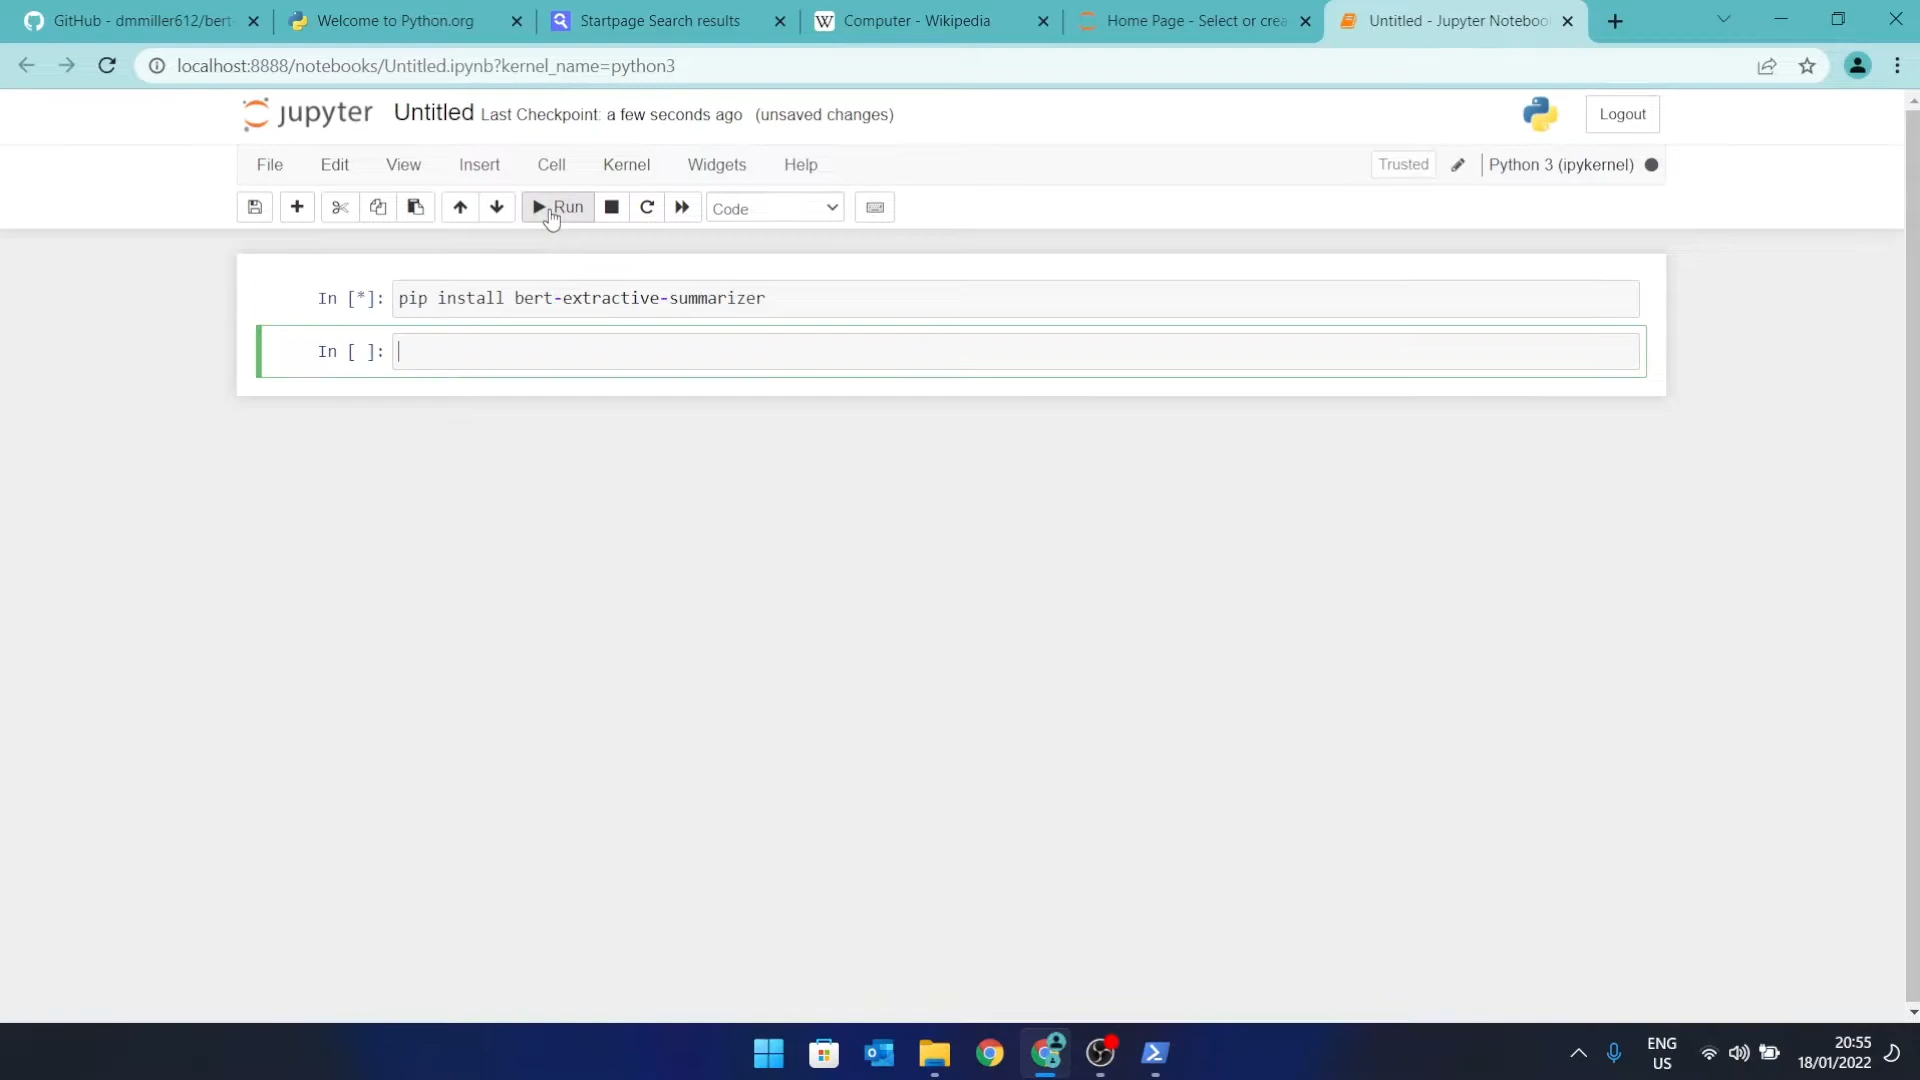 GitHub - dmmiller612/bert
Welcome to Python.org
Startpage Search results
Computer - Wikipedia
Home Page - Select or crea
Untitled - Jupyter Noteboo
localhost:8888/notebooks/Untitled.ipynb?kernel_name=python3
jupyter Untitled Last Checkpoint: a few seconds ago (unsaved changes)
Logout
File Edit View Insert Cell Kernel Widgets Help
Trusted
Python 3 (ipykernel)
Run
Code
In [*]: pip install bert-extractive-summarizer
In [ ]:
ENG
US
20:55
18/01/2022